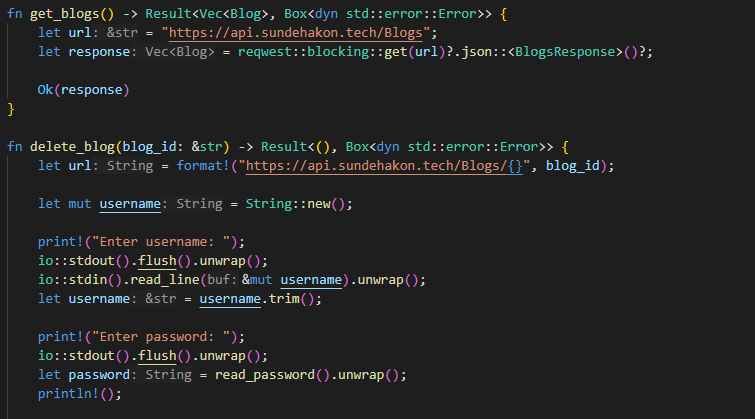 fn get_blogs() -> Result<Vec<Blog>, Box<dyn std::error::Error>> {
    let url: &str = "https://api.sundehakon.tech/Blogs";
    let response: Vec<Blog> = reqwest::blocking::get(url)?.json::<BlogsResponse>()?;

    Ok(response)
}

fn delete_blog(blog_id: &str) -> Result<(), Box<dyn std::error::Error>> {
    let url: String = format!("https://api.sundehakon.tech/Blogs/{}", blog_id);

    let mut username: String = String::new();

    print!("Enter username: ");
    io::stdout().flush().unwrap();
    io::stdin().read_line(buf: &mut username).unwrap();
    let username: &str = username.trim();

    print!("Enter password: ");
    io::stdout().flush().unwrap();
    let password: String = read_password().unwrap();
    println!();